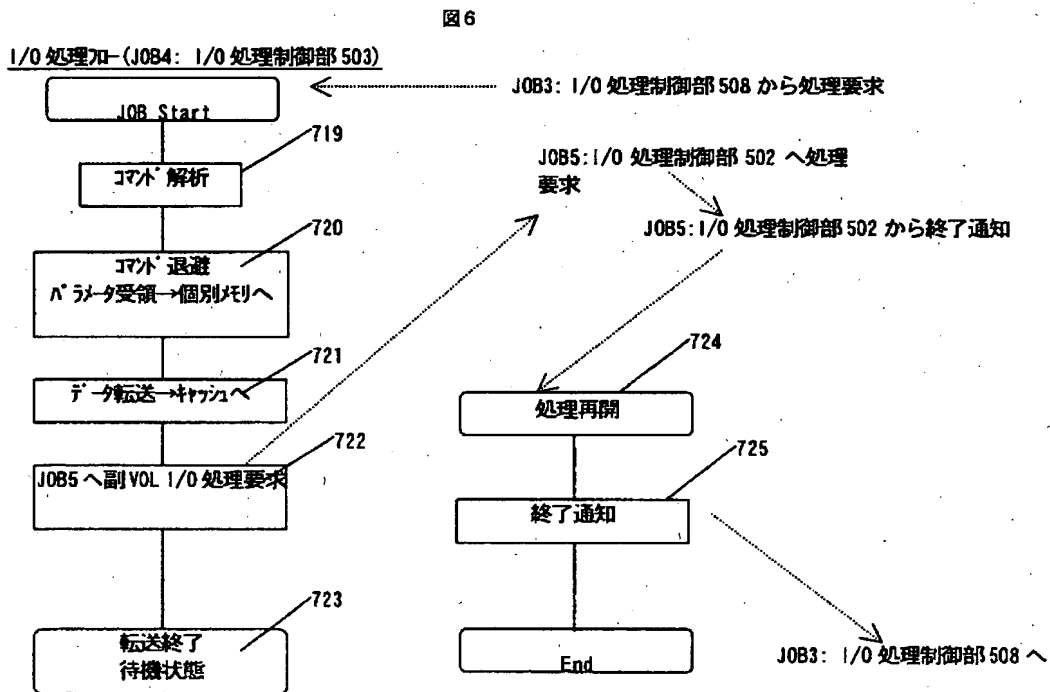 図6
I/O 処理フロー(JOB4: I/O 処理制御部 503)
JOB Start
JOB3: I/O 処理制御部 508 から処理要求
719
コマンド 解析
720
コマンド 退避
パラメータ受領→個別メモリへ
721
データ転送→キャッシュへ
722
JOB5 へ副 VOL I/O 処理要求
723
転送終了
待機状態
JOB5:I/O 処理制御部 502 へ処理
要求
JOB5:I/O 処理制御部 502 から終了通知
724
処理再開
725
終了通知
End
JOB3: I/O 処理制御部 508 へ